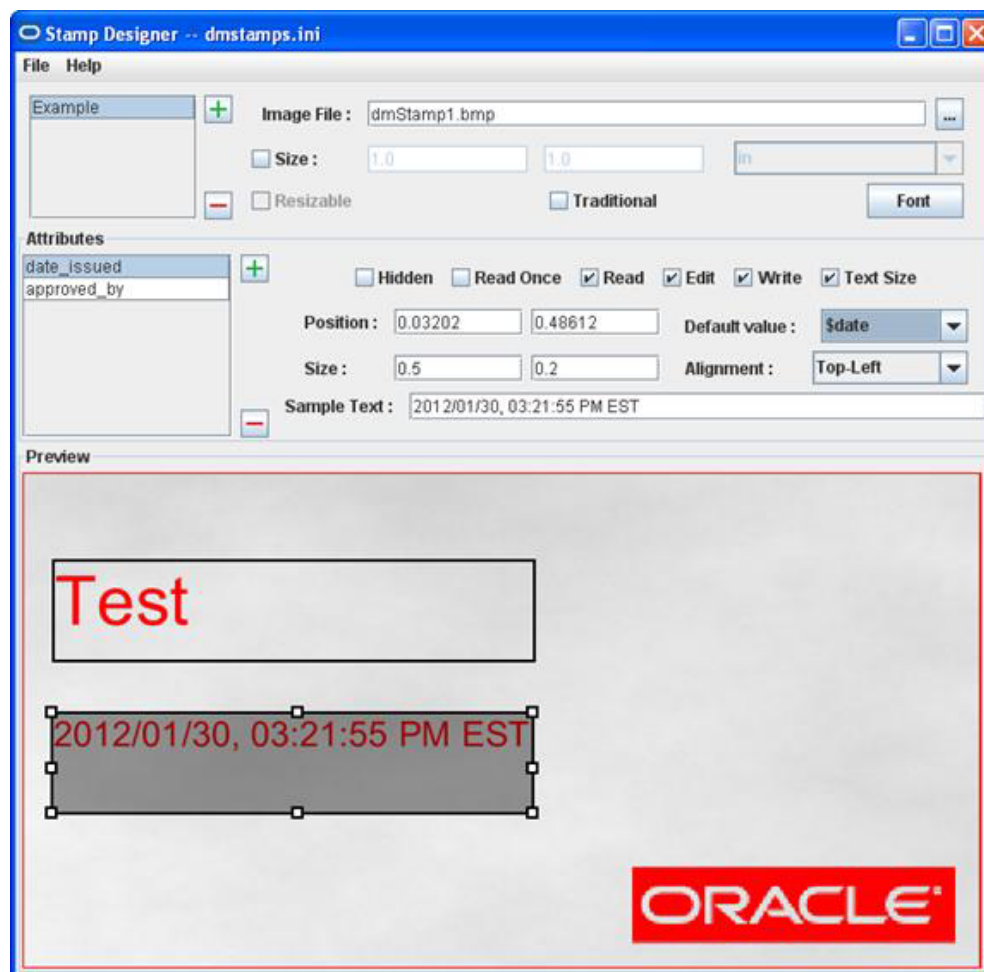 Stamp Designer -- dmstamps.ini
File Help
Example
Image File : dmStamp1.bmp ...
Size : 1.0 1.0 in
Resizable Traditional Font
Attributes
date_issued
approved_by
Hidden Read Once Read Edit Write Text Size
Position : 0.03202 0.48612 Default value : $date
Size : 0.5 0.2 Alignment : Top-Left
Sample Text : 2012/01/30, 03:21:55 PM EST
Preview
Test
2012/01/30, 03:21:55 PM EST
ORACLE